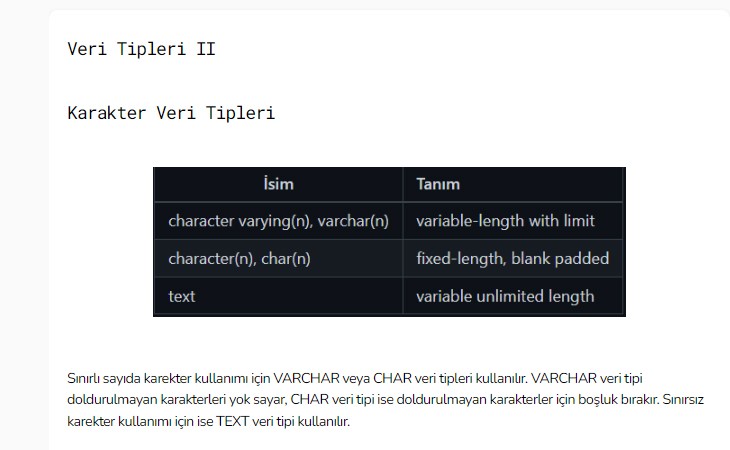 Veri Tipleri II
Karakter Veri Tipleri
İsim Tanım
character varying(n), varchar(n) variable-length with limit
character(n), char(n) fixed-length, blank padded
text variable unlimited length
Sınırlı sayıda karekter kullanımı için VARCHAR veya CHAR veri tipleri kullanılır. VARCHAR veri tipi
doldurulmayan karakterleri yok sayar, CHAR veri tipi ise doldurulmayan karakterler için boşluk bırakır. Sınırsız
karekter kullanımı için ise TEXT veri tipi kullanılır.